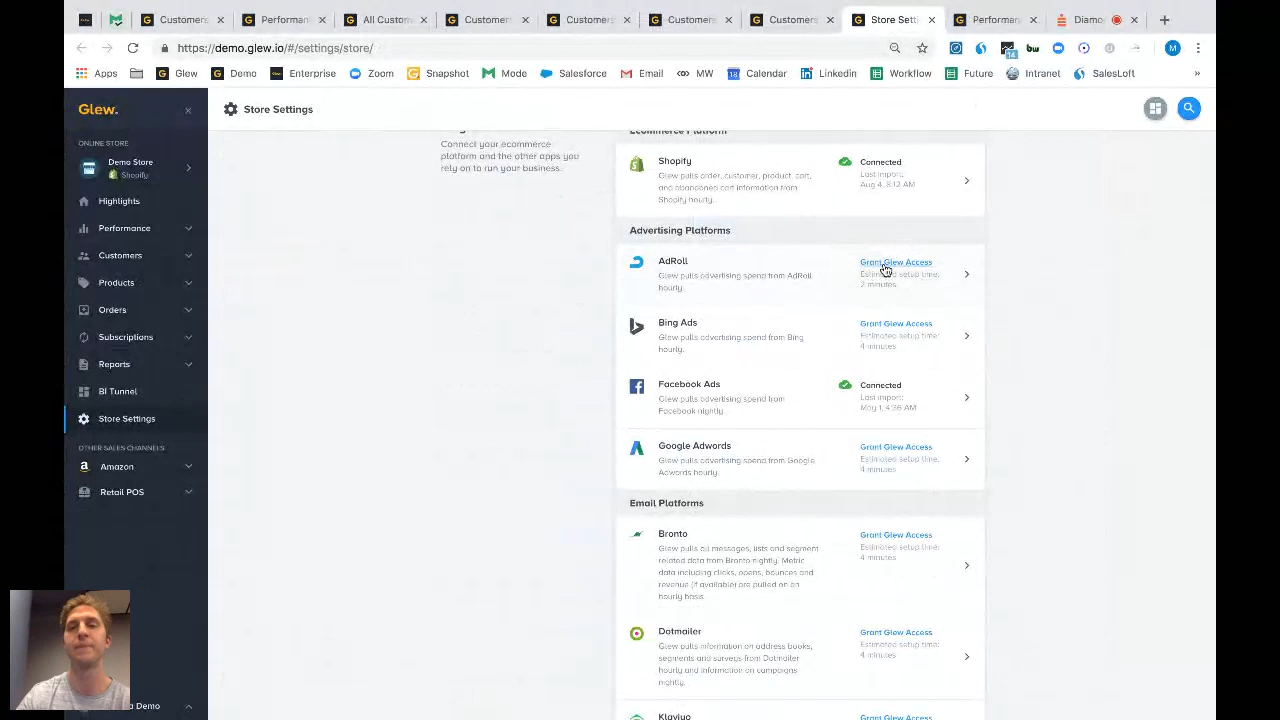 Customers
Performan
All Custom
Customers
Customers
Customers
Customers
Store Sett
Performan
Diamo
https://demo.glew.io/#/settings/store/
14
bw
M
Apps
Glew
Demo
Enterprise
Zoom
Snapshot
Mode
Salesforce
Email
MW
18
Calendar
LinkedIn
Workflow
Future
Intranet
SalesLoft
Glew.
Store Settings
ONLINE STORE
Demo Store
Shopify
Highlights
Performance
Customers
Products
Orders
Subscriptions
Reports
BI Tunnel
Store Settings
OTHER SALES CHANNELS
Amazon
Retail POS
Demo
Connect your ecommerce
platform and the other apps you
rely on to run your business.
Ecommerce Platform
Shopify
Glew pulls order, customer, product, cart,
and abandoned cart information from
Shopify hourly.
Connected
Last import:
Aug 4, 8:12 AM
Advertising Platforms
AdRoll
Glew pulls advertising spend from AdRoll
hourly.
Grant Glew Access
Estimated setup time:
2 minutes
Bing Ads
Glew pulls advertising spend from Bing
hourly.
Grant Glew Access
Estimated setup time:
4 minutes
Facebook Ads
Glew pulls advertising spend from
Facebook nightly.
Connected
Last import:
May 1, 4:36 AM
Google Adwords
Glew pulls advertising spend from Google
Adwords hourly.
Grant Glew Access
Estimated setup time:
4 minutes
Email Platforms
Bronto
Glew pulls all messages, lists and segment
related data from Bronto nightly. Metric
data including clicks, opens, bounces and
revenue (if available) are pulled on an
hourly basis.
Grant Glew Access
Estimated setup time:
4 minutes
Dotmailer
Glew pulls information on address books,
segments and surveys from Dotmailer
hourly and information on campaigns
nightly.
Grant Glew Access
Estimated setup time:
4 minutes
Klaviyo
Grant Glew Access